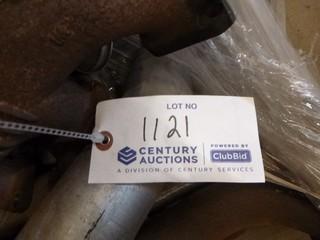 LOT NO
1121
CENTURY AUCTIONS POWERED BY ClubBid
A DIVISION OF CENTURY SERVICES